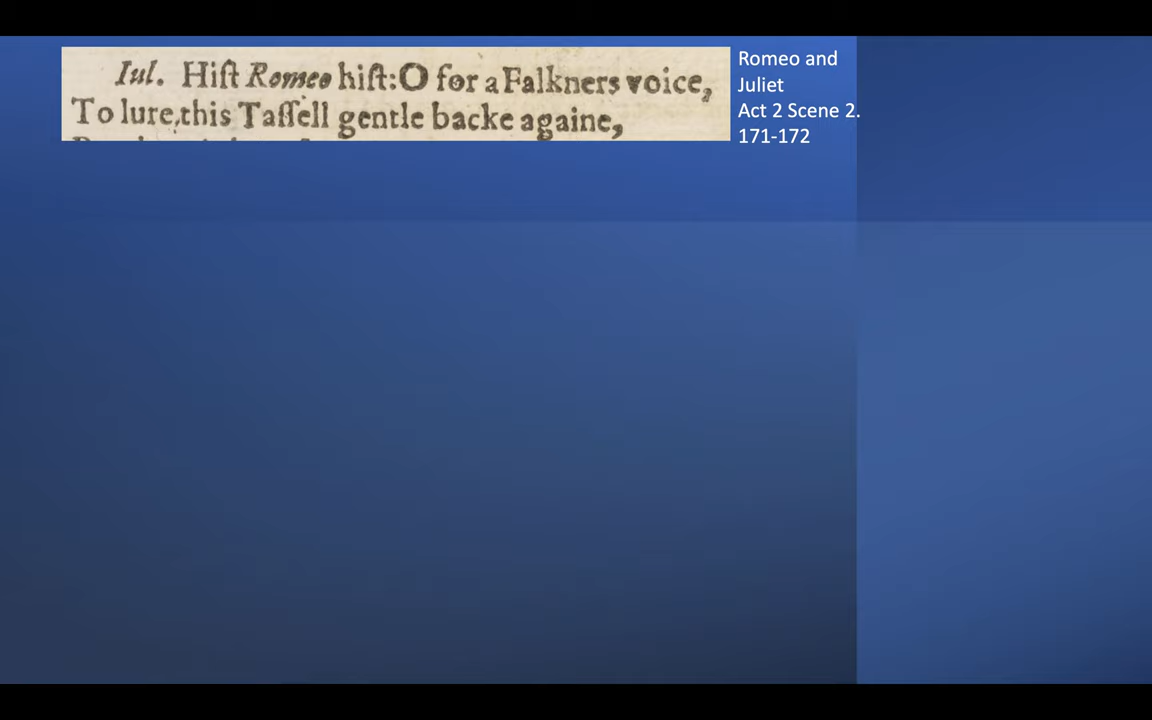 Iul. Hiſt Romeo hiſt:O for a Falkners voice,
To lure,this Taſſell gentle backe againe,
Romeo and
Juliet
Act 2 Scene 2.
171-172